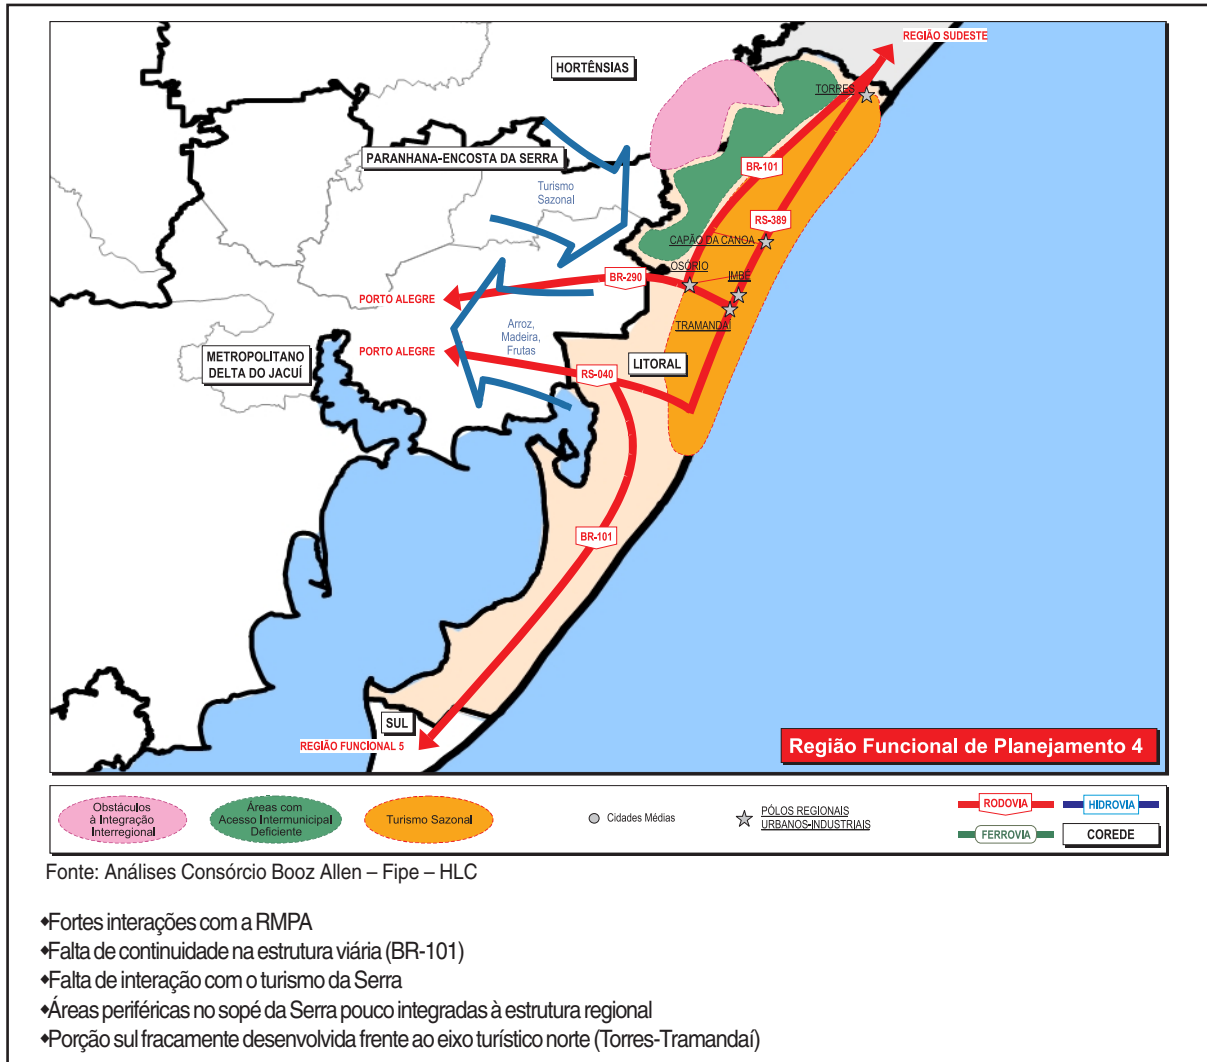 REGIÃO SUDESTE
HORTÊNSIAS
TORRES
PARANHANA-ENCOSTA DA SERRA
BR-101
Turismo
Sazonal
RS-389
CAPÃO DA CANOA
OSÓRIO
BR-290
IMBÉ
PORTO ALEGRE
TRAMANDAÍ
Arroz,
Madeira,
Frutas
PORTO ALEGRE
METROPOLITANO
DELTA DO JACUÍ
LITORAL
RS-040
BR-101
SUL
REGIÃO FUNCIONAL 5
Região Funcional de Planejamento 4
Obstáculos
à Integração
Interregional
Áreas com
Acesso Intermunicipal
Deficiente
Turismo Sazonal
Cidades Médias
PÓLOS REGIONAIS
URBANOS-INDUSTRIAIS
RODOVIA
HIDROVIA
FERROVIA
COREDE
Fonte: Análises Consórcio Booz Allen – Fipe – HLC
◆Fortes interações com a RMPA
◆Falta de continuidade na estrutura viária (BR-101)
◆Falta de interação com o turismo da Serra
◆Áreas periféricas no sopé da Serra pouco integradas à estrutura regional
◆Porção sul fracamente desenvolvida frente ao eixo turístico norte (Torres-Tramandaí)